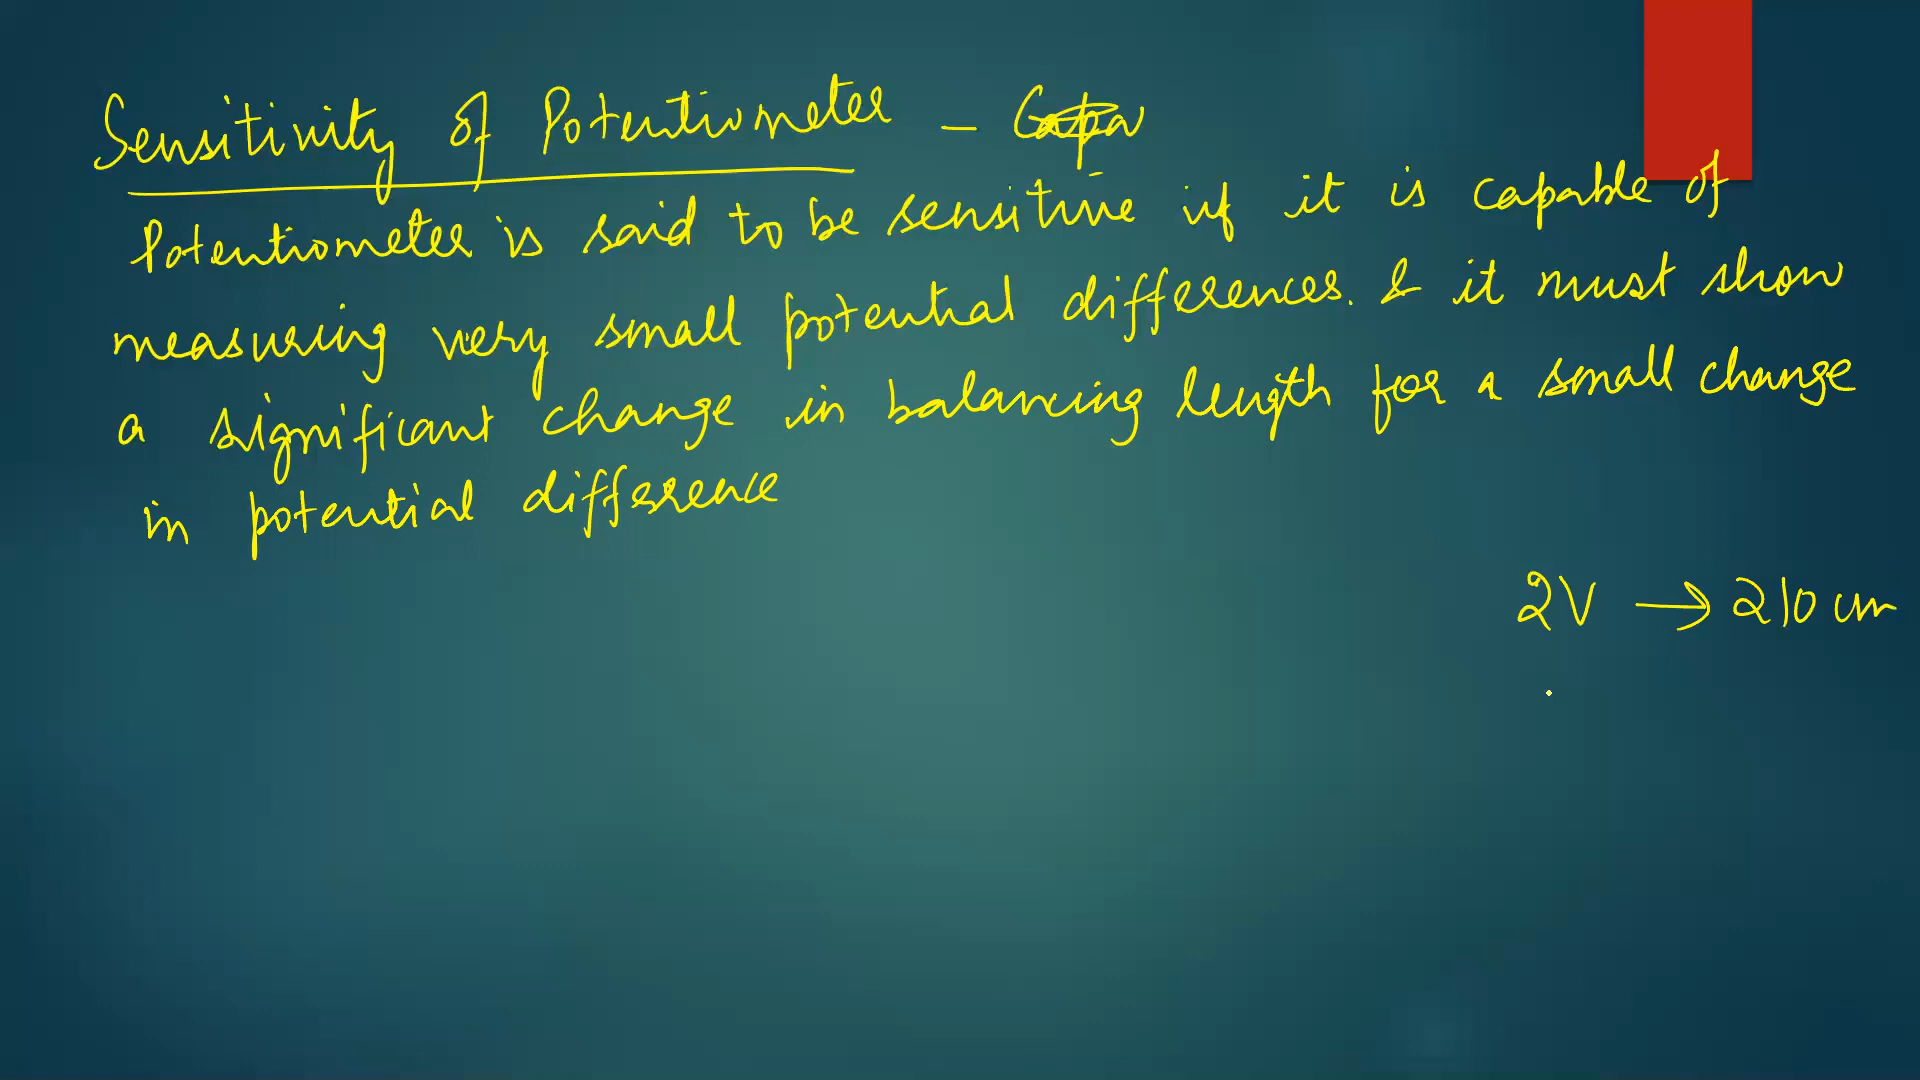 Sensitivity of Potentiometer -
Potentiometer is said to be sensitive if it is capable of
measuring very small potential differences. & it must show
a significant change in balancing length for a small change
in potential difference
2V → 210 cm